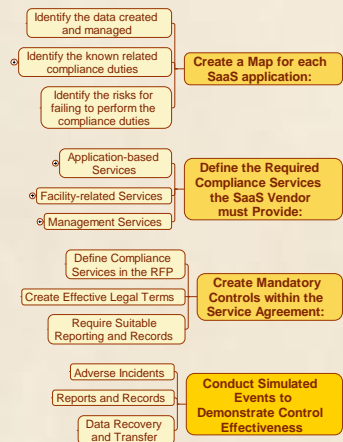 Identify the data created
and managed
Identify the known related
compliance duties
Identify the risks for
failing to perform the
compliance duties
Create a Map for each
SaaS application:
Application-based
Services
Facility-related Services
Management Services
Define the Required
Compliance Services
the SaaS Vendor
must Provide:
Define Compliance
Services in the RFP
Create Effective Legal Terms
Require Suitable
Reporting and Records
Create Mandatory
Controls within the
Service Agreement:
Adverse Incidents
Reports and Records
Data Recovery
and Transfer
Conduct Simulated
Events to
Demonstrate Control
Effectiveness